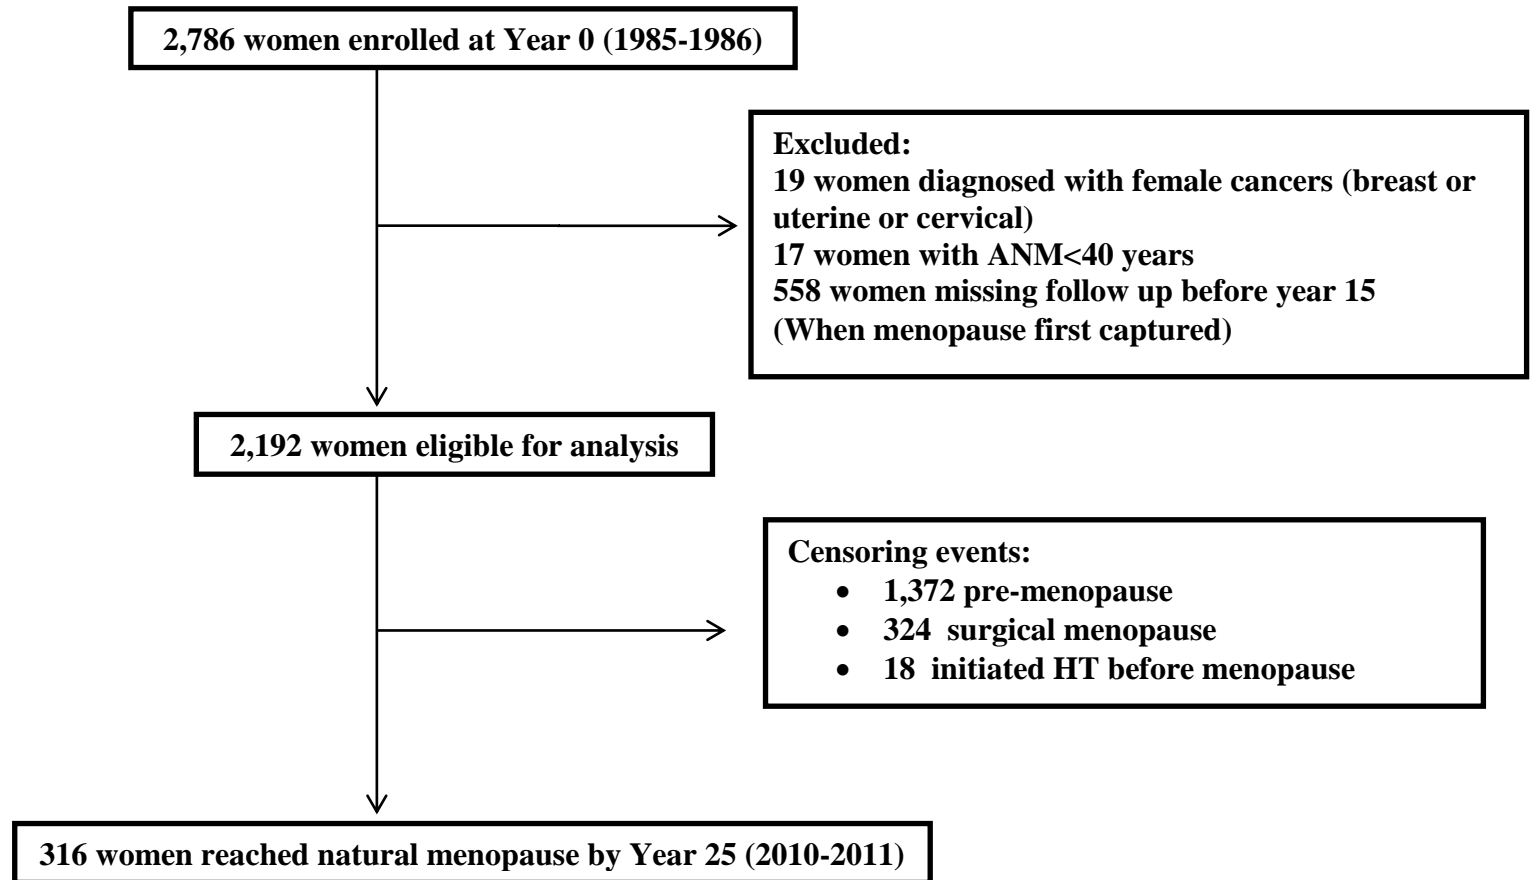 2,786 women enrolled at Year 0 (1985-1986)
Excluded:
19 women diagnosed with female cancers (breast or
uterine or cervical)
17 women with ANM<40 years
558 women missing follow up before year 15
(When menopause first captured)
2,192 women eligible for analysis
Censoring events:
• 1,372 pre-menopause
• 324 surgical menopause
• 18 initiated HT before menopause
316 women reached natural menopause by Year 25 (2010-2011)